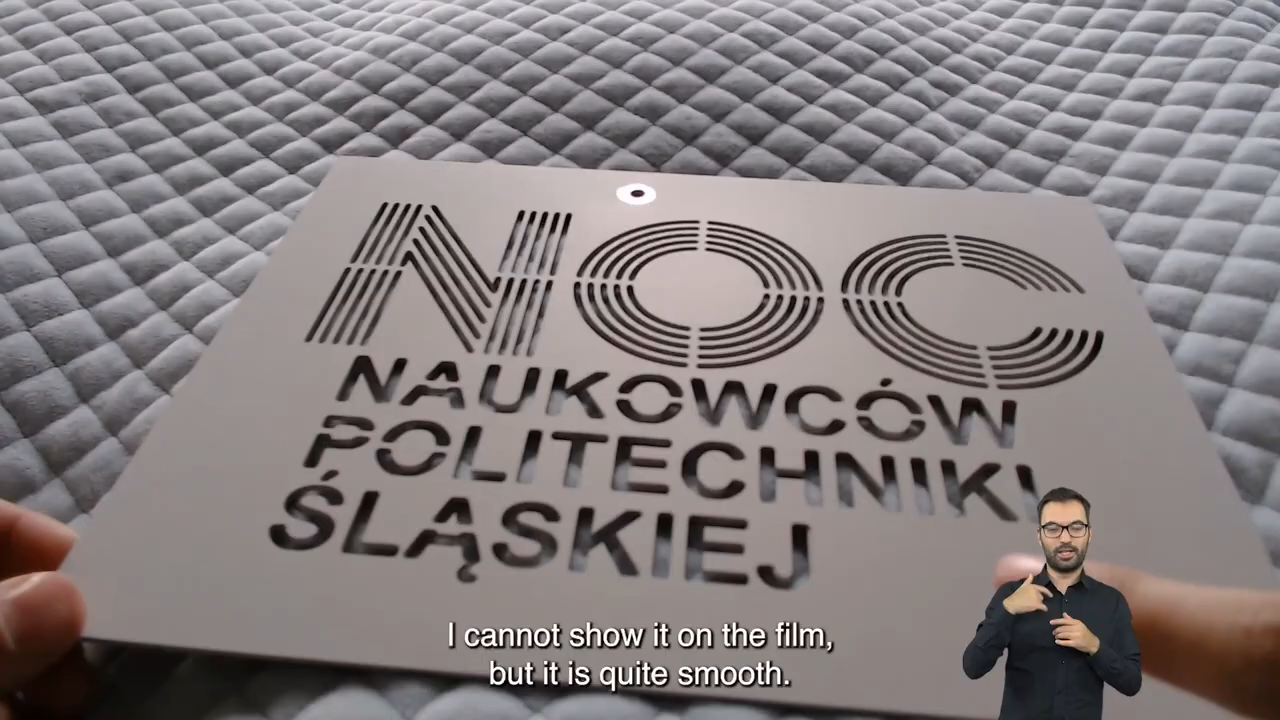 NOC
NAUKOWCÓW
POLITECHNIKI
ŚLĄSKIEJ
I cannot show it on the film,
but it is quite smooth.